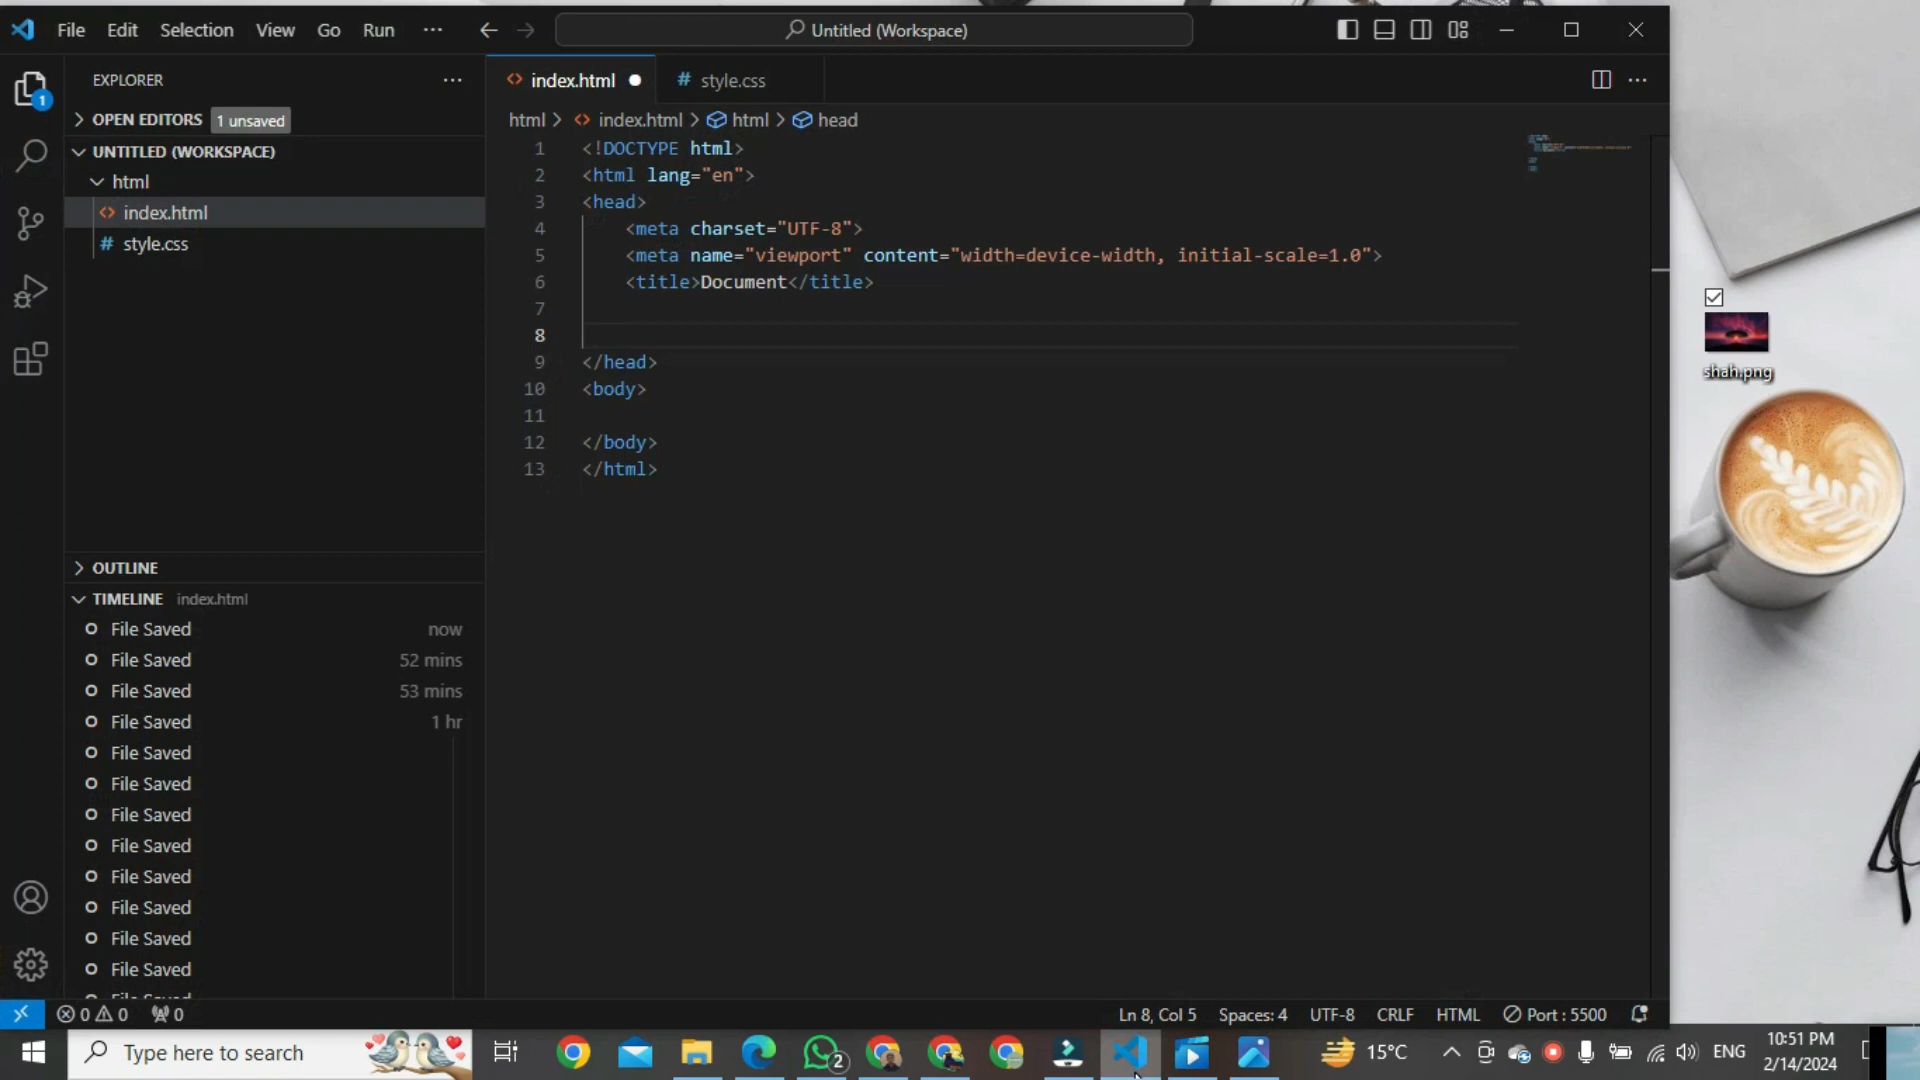 File Edit Selection View Go Run ··· Untitled (Workspace)
EXPLORER ···
1
OPEN EDITORS 1 unsaved
UNTITLED (WORKSPACE)
html
index.html
# style.css
OUTLINE
TIMELINE index.html
File Saved now
File Saved 52 mins
File Saved 53 mins
File Saved 1 hr
File Saved
File Saved
File Saved
File Saved
File Saved
File Saved
File Saved
File Saved
File Saved
index.html ● # style.css
html > index.html > html > head
1 <!DOCTYPE html>
2 <html lang="en">
3 <head>
4 <meta charset="UTF-8">
5 <meta name="viewport" content="width=device-width, initial-scale=1.0">
6 <title>Document</title>
7
8
9 </head>
10 <body>
11
12 </body>
13 </html>
shah.png
0 0 0 Ln 8, Col 5 Spaces: 4 UTF-8 CRLF HTML Port : 5500
Type here to search 2 15°C ENG 10:51 PM
2/14/2024